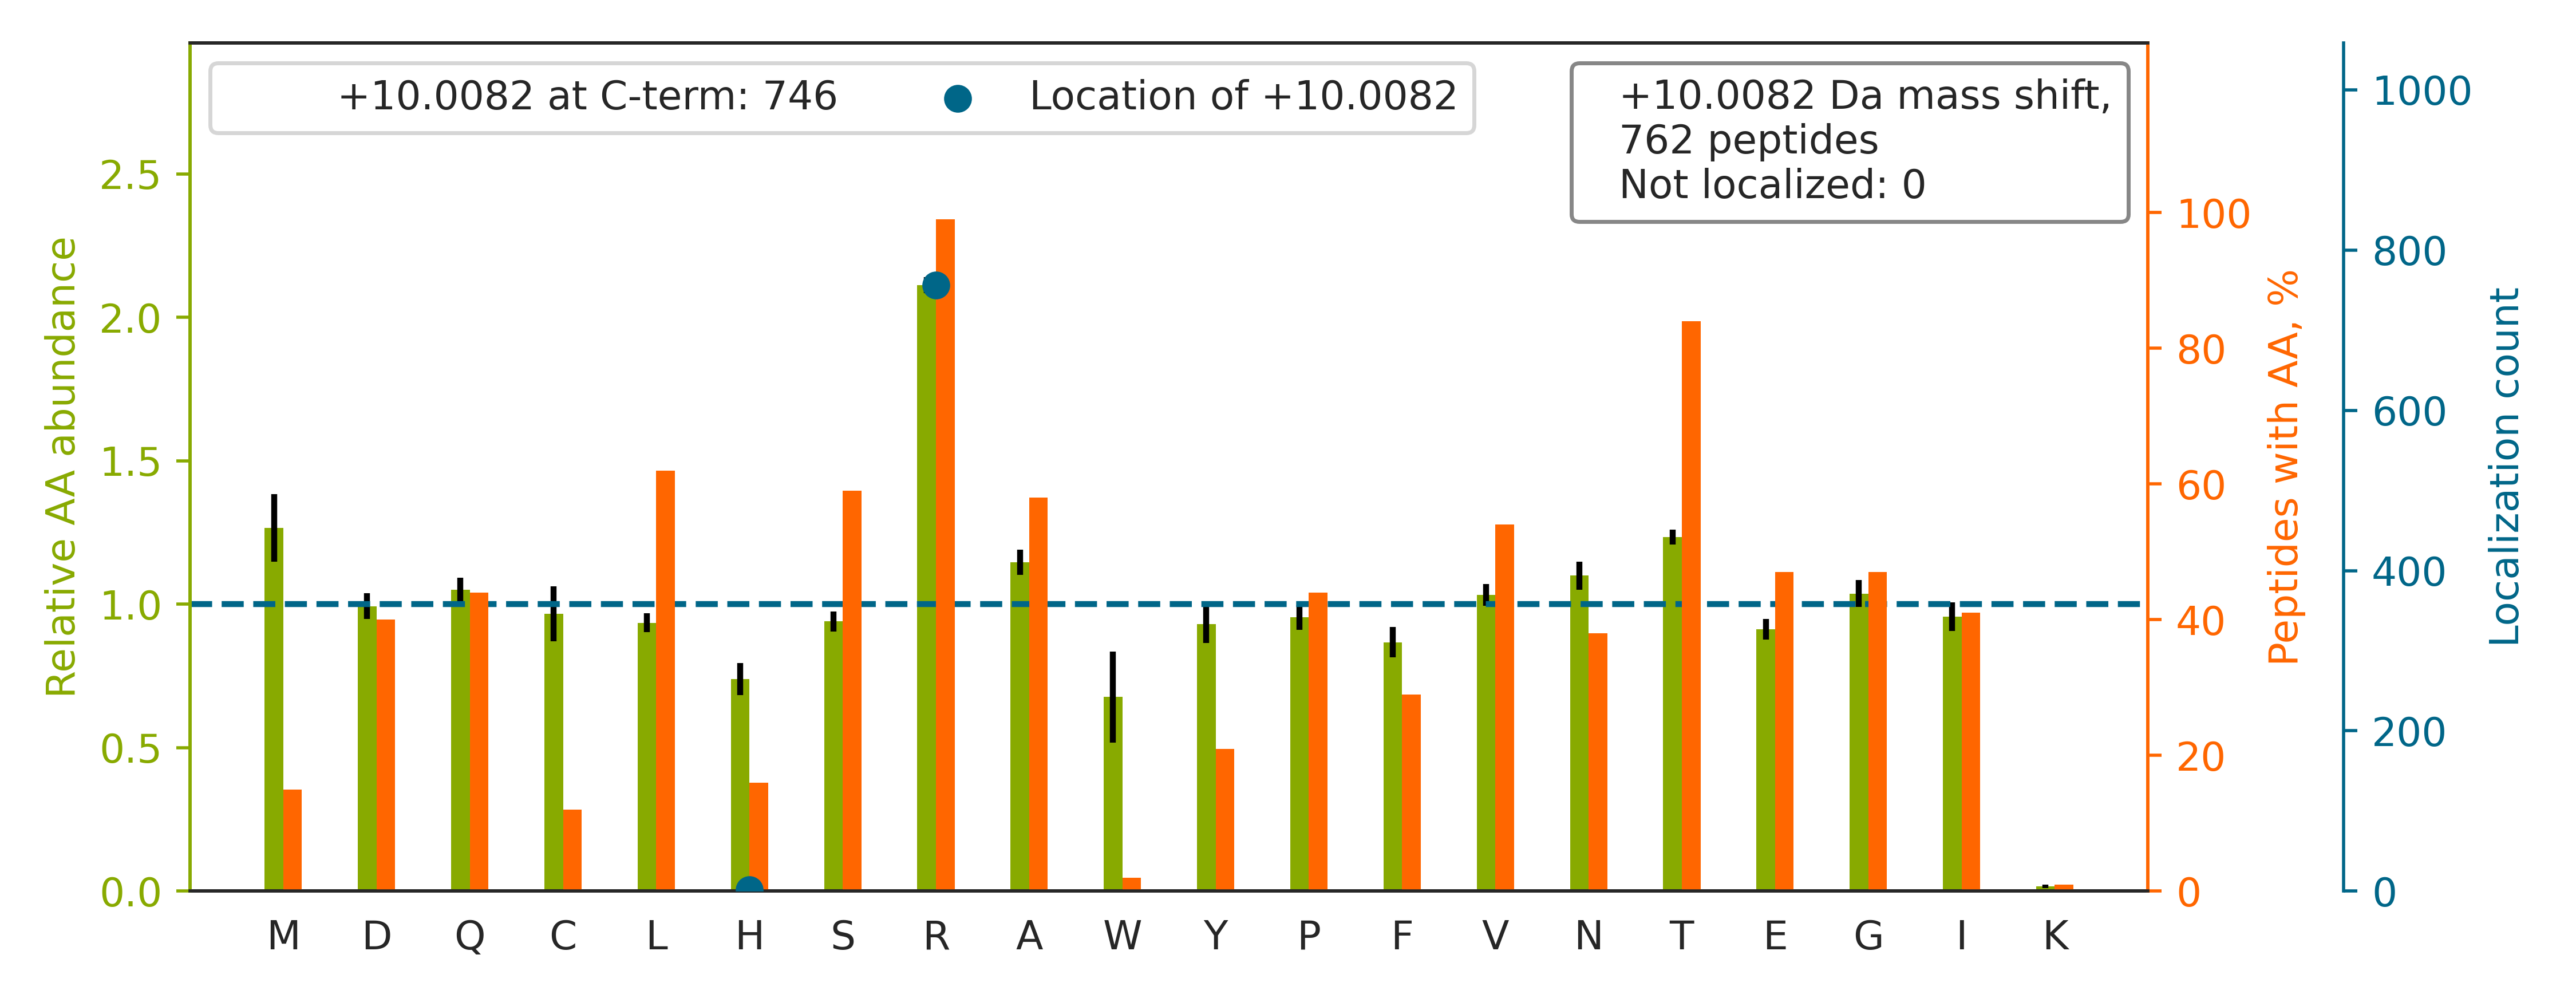 +10.0082 at C-term: 746
Location of +10.0082
+10.0082 Da mass shift,
762 peptides
Not localized: 0
Relative AA abundance
2.5
2.0
1.5
1.0
0.5
0.0
100
80
60
40
20
0
Peptides with AA, %
1000
800
600
400
200
0
Localization count
M D Q C L H S R A W Y P F V N T E G I K